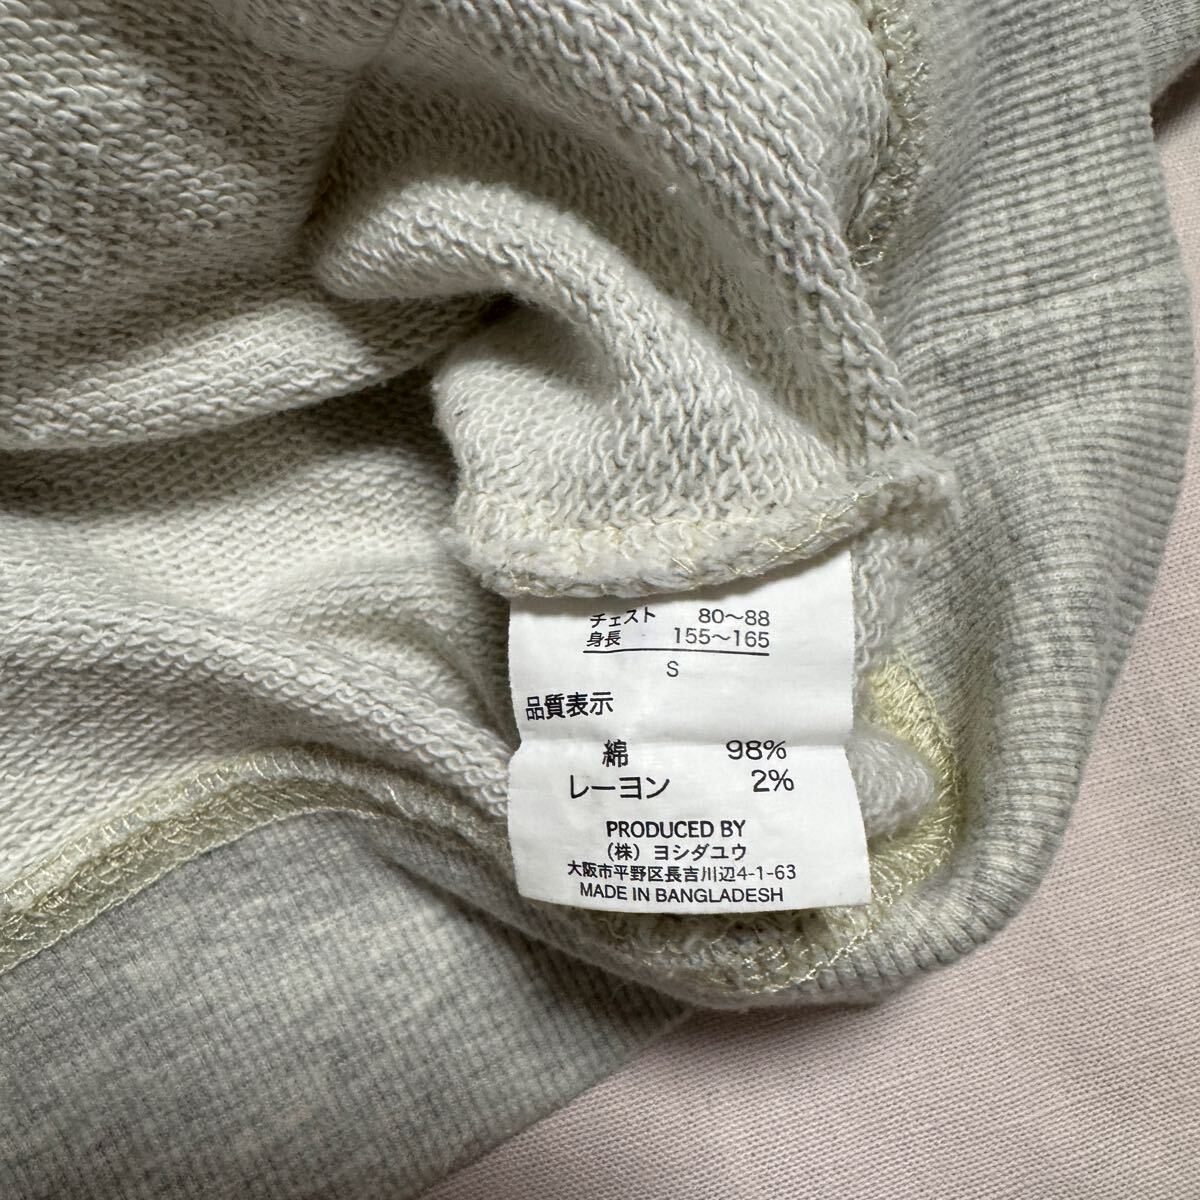 チェスト 80～88
身長 155～165
S
品質表示
綿 98%
レーヨン 2%
PRODUCED BY
（株）ヨシダユウ
大阪市平野区長吉川辺4-1-63
MADE IN BANGLADESH